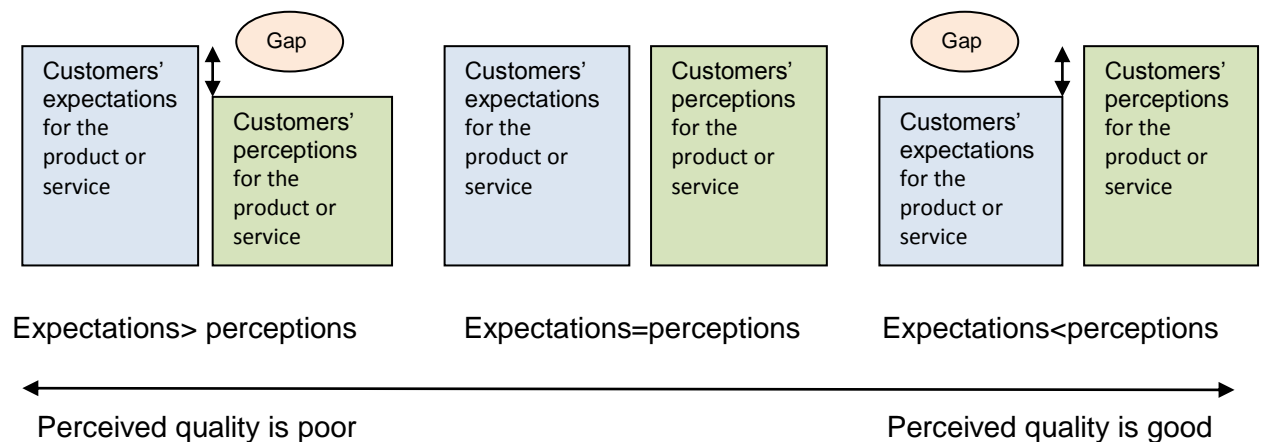 Gap
Customers’
expectations
for the
product or
service
Customers’
perceptions
for the
product or
service
Expectations> perceptions
Customers’
expectations
for the
product or
service
Customers’
perceptions
for the
product or
service
Expectations=perceptions
Gap
Customers’
expectations
for the
product or
service
Customers’
perceptions
for the
product or
service
Expectations<perceptions
Perceived quality is poor
Perceived quality is good